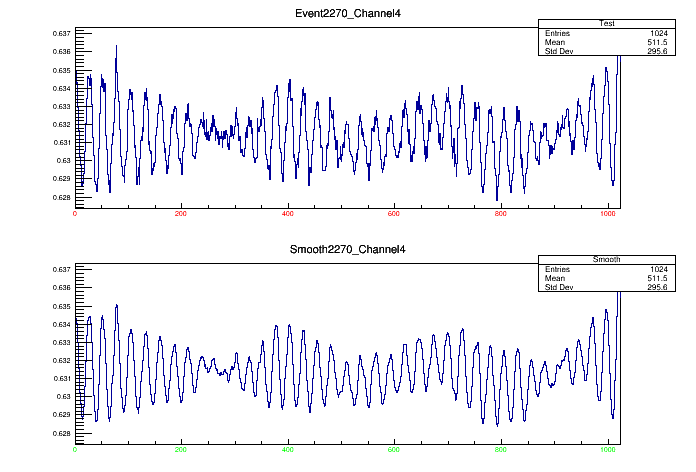 Event2270_Channel4
Test
Entries 1024
Mean 511.5
Std Dev 295.6
0.637
0.636
0.635
0.634
0.633
0.632
0.631
0.63
0.629
0.628
0 200 400 600 800 1000
Smooth2270_Channel4
Smooth
Entries 1024
Mean 511.5
Std Dev 295.6
0.637
0.636
0.635
0.634
0.633
0.632
0.631
0.63
0.629
0.628
0 200 400 600 800 1000